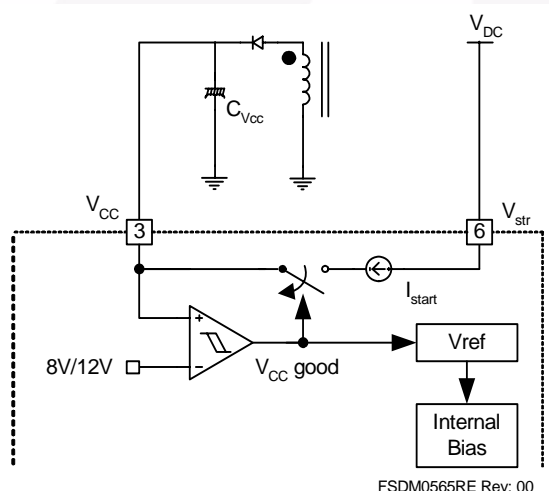 V_DC
C_Vcc
V_CC
3
6
V_str
I_start
+
8V/12V
−
V_CC good
Vref
Internal
Bias
FSDM0565RE Rev: 00